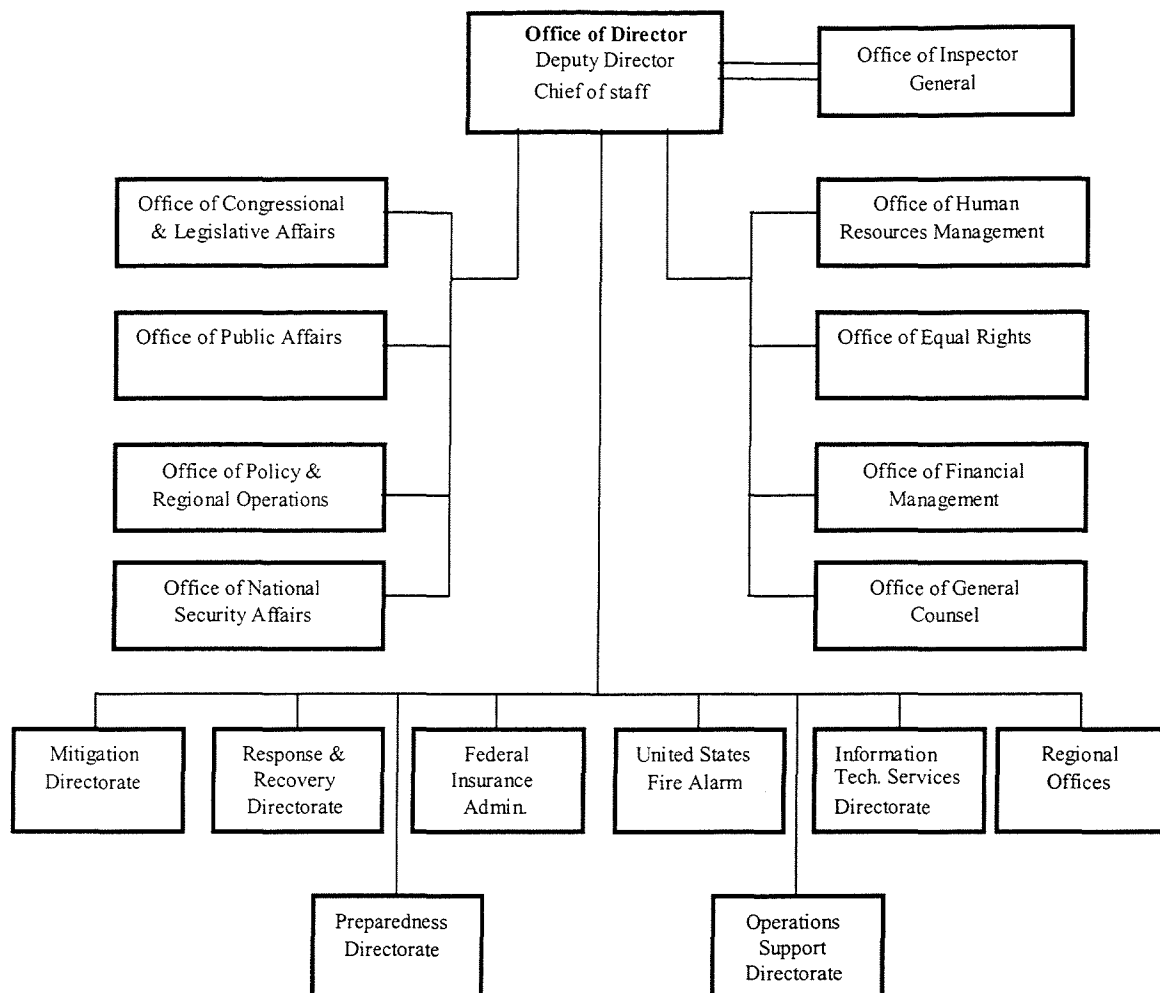 Office of Director
Deputy Director
Chief of staff
Office of Inspector
General
Office of Congressional
& Legislative Affairs
Office of Human
Resources Management
Office of Public Affairs
Office of Equal Rights
Office of Policy &
Regional Operations
Office of Financial
Management
Office of National
Security Affairs
Office of General
Counsel
Mitigation
Directorate
Response &
Recovery
Directorate
Federal
Insurance
Admin.
United States
Fire Alarm
Information
Tech. Services
Directorate
Regional
Offices
Preparedness
Directorate
Operations
Support
Directorate